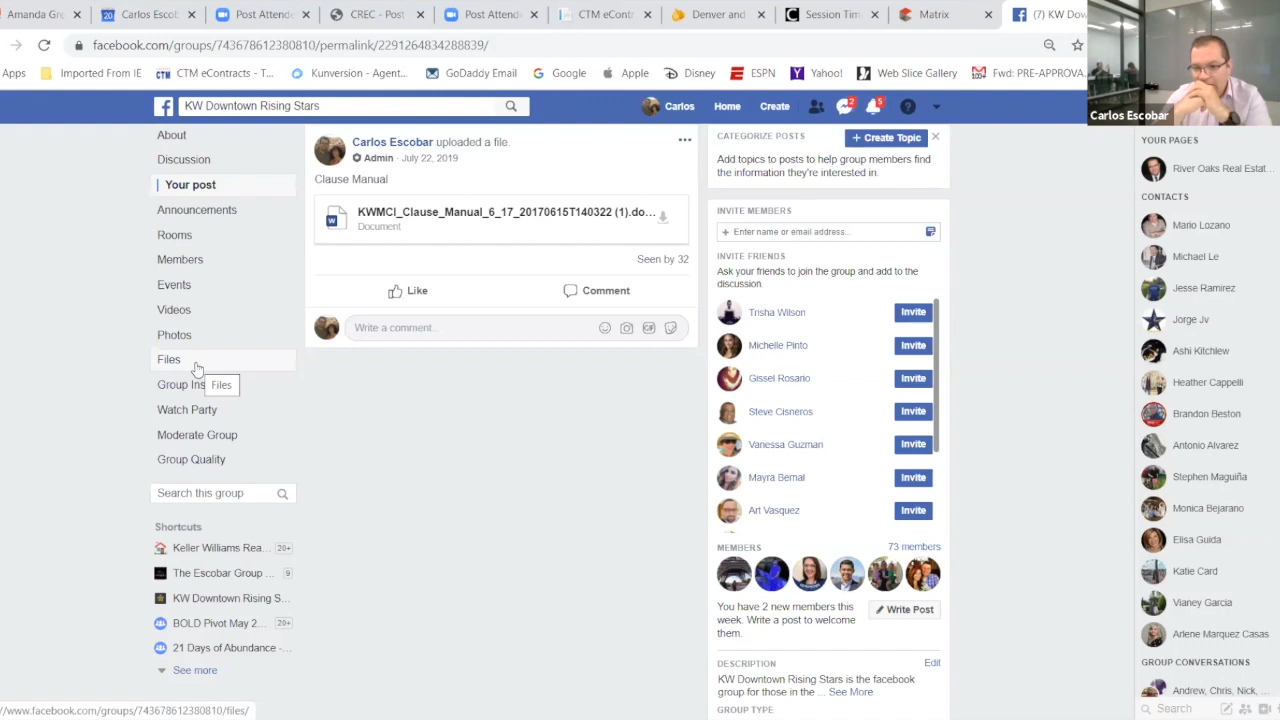 Amanda Gr
20
Carlos Escob
Post Attende
CREC - Post
Post Attende
CTM eContr
Denver and
Session Tim
Matrix
(7) KW Dow
facebook.com/groups/743678612380810/permalink/2291264834288839/
Apps
Imported From IE
CTM eContracts - T...
Kunversion - Agent...
GoDaddy Email
Google
Apple
Disney
ESPN
Yahoo!
Web Slice Gallery
Fwd: PRE-APPROVA
Carlos Escobar
KW Downtown Rising Stars
Carlos
Home
Create
2
5
About
Discussion
Your post
Announcements
Rooms
Members
Events
Videos
Photos
Files
Group Ins
Files
Watch Party
Moderate Group
Group Quality
Search this group
Shortcuts
Keller Williams Rea... 20+
The Escobar Group ... 9
KW Downtown Rising S...
BOLD Pivot May 2... 20+
21 Days of Abundance -...
See more
//www.facebook.com/groups/743678612380810/files/
Carlos Escobar uploaded a file.
Admin · July 22, 2019
Clause Manual
KWMCI_Clause_Manual_6_17_20170615T140322 (1).do...
Document
Seen by 32
Like
Comment
Write a comment...
GIF
CATEGORIZE POSTS
+ Create Topic
Add topics to posts to help group members find
the information they're interested in.
INVITE MEMBERS
+ Enter name or email address...
INVITE FRIENDS
Ask your friends to join the group and add to the
discussion.
Trisha Wilson Invite
Michelle Pinto Invite
Gissel Rosario Invite
Steve Cisneros Invite
Vanessa Guzman Invite
Mayra Bernal Invite
Art Vasquez Invite
MEMBERS
73 members
You have 2 new members this
week. Write a post to welcome
them.
Write Post
DESCRIPTION
Edit
KW Downtown Rising Stars is the facebook
group for those in the ... See More
GROUP TYPE
YOUR PAGES
River Oaks Real Estat...
CONTACTS
Mario Lozano
Michael Le
Jesse Ramirez
Jorge Jv
Ashi Kitchlew
Heather Cappelli
Brandon Beston
Antonio Alvarez
Stephen Maguiña
Monica Bejarano
Elisa Guida
Katie Card
Vianey Garcia
Arlene Marquez Casas
GROUP CONVERSATIONS
Andrew, Chris, Nick, ...
Search